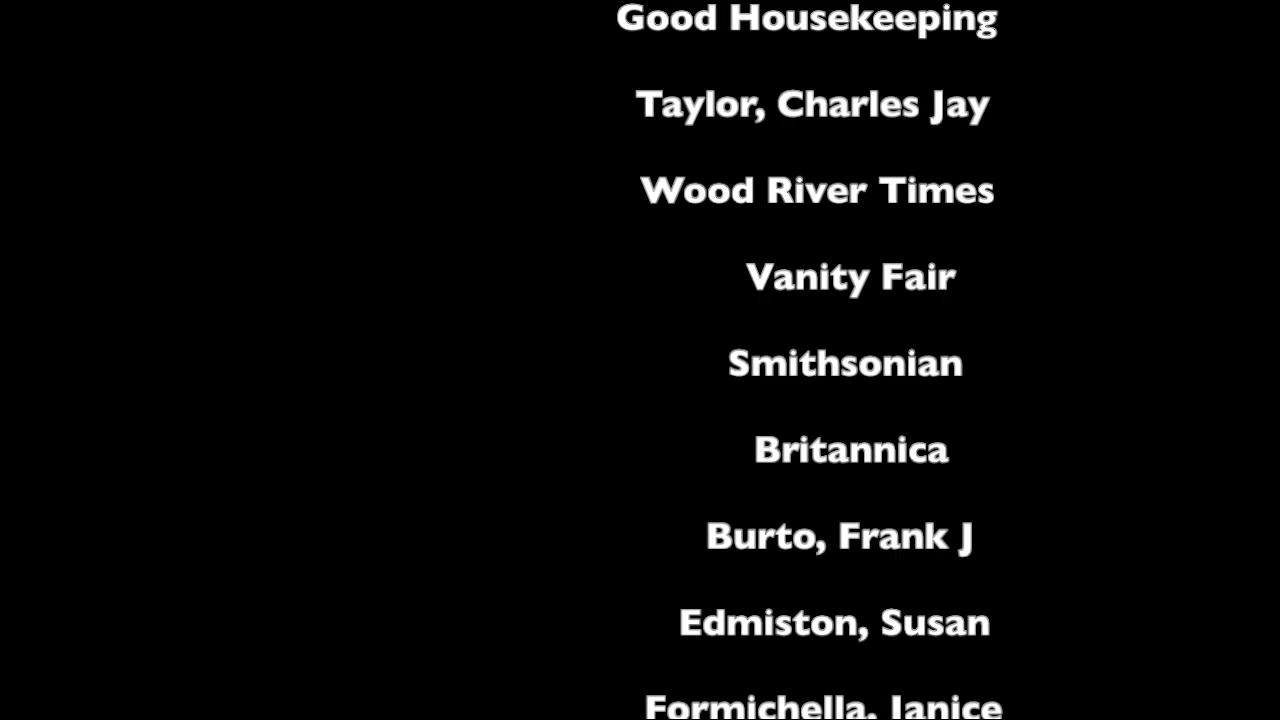 Good Housekeeping
Taylor, Charles Jay
Wood River Times
Vanity Fair
Smithsonian
Britannica
Burto, Frank J
Edmiston, Susan
Formichella, Janice